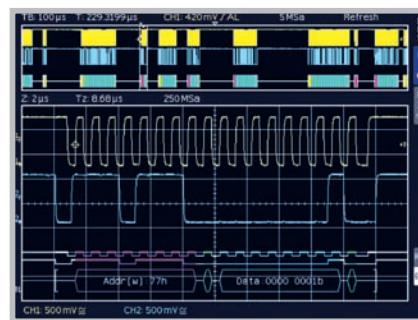 TB: 100µs T: 229.3199µs CH1: 420mV / AL 5MSa Refresh
Z: 2µs Tz: 8.68µs 250MSa
Addr[w] 77h Data 0000 0001b
CH1: 500mV CH2: 500mV